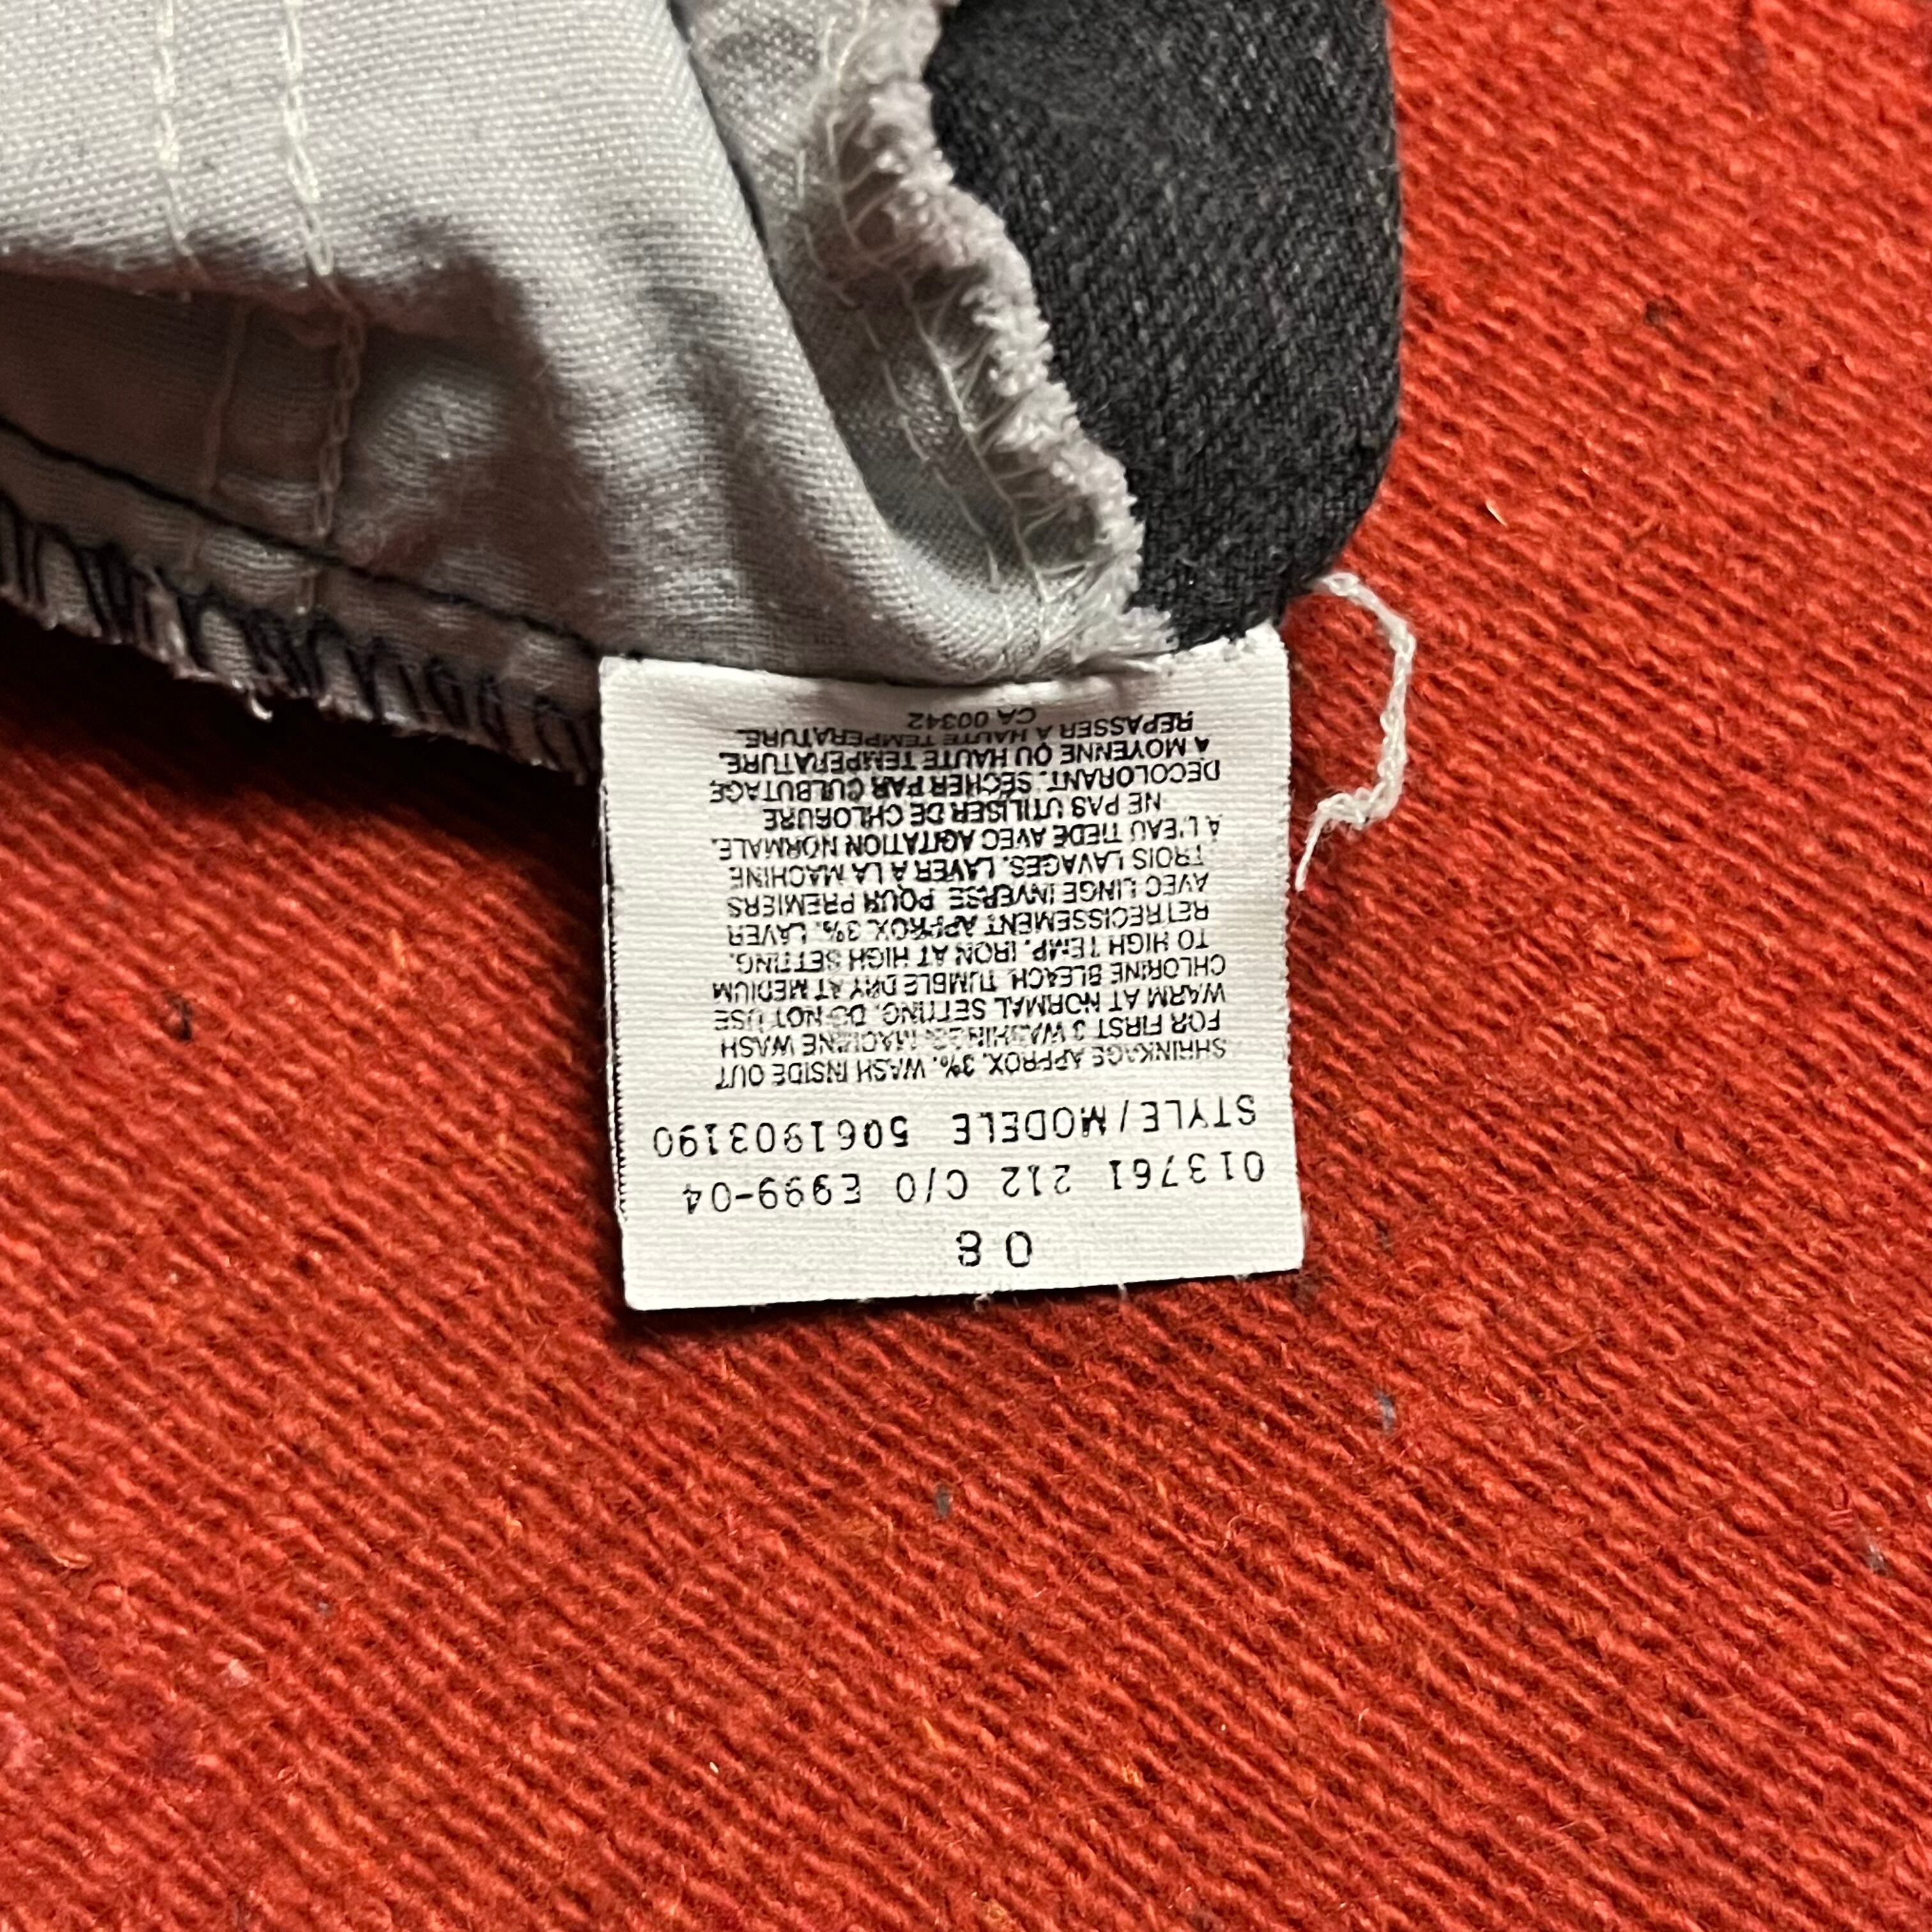 08
013761 212 C/O E999-04
STYLE/MODELE 5061903190
SHRINKAGE APPROX. 3%. WASH INSIDE OUT
FOR FIRST 3 WASHINGS. MACHINE WASH
WARM AT NORMAL SETTING. DO NOT USE
CHLORINE BLEACH. TUMBLE DRY AT MEDIUM
TO HIGH TEMP. IRON AT HIGH SETTING.
RETRECISSEMENT APPROX. 3%. LAVER
AVEC LINGE INVERSE POUR PREMIERS
TROIS LAVAGES. LAVER A LA MACHINE
A L'EAU TIEDE AVEC AGITATION NORMALE.
NE PAS UTILISER DE CHLORURE
DECOLORANT. SECHER PAR CULBUTAGE
A MOYENNE OU HAUTE TEMPERATURE.
REPASSER A HAUTE TEMPERATURE.
CA 00342